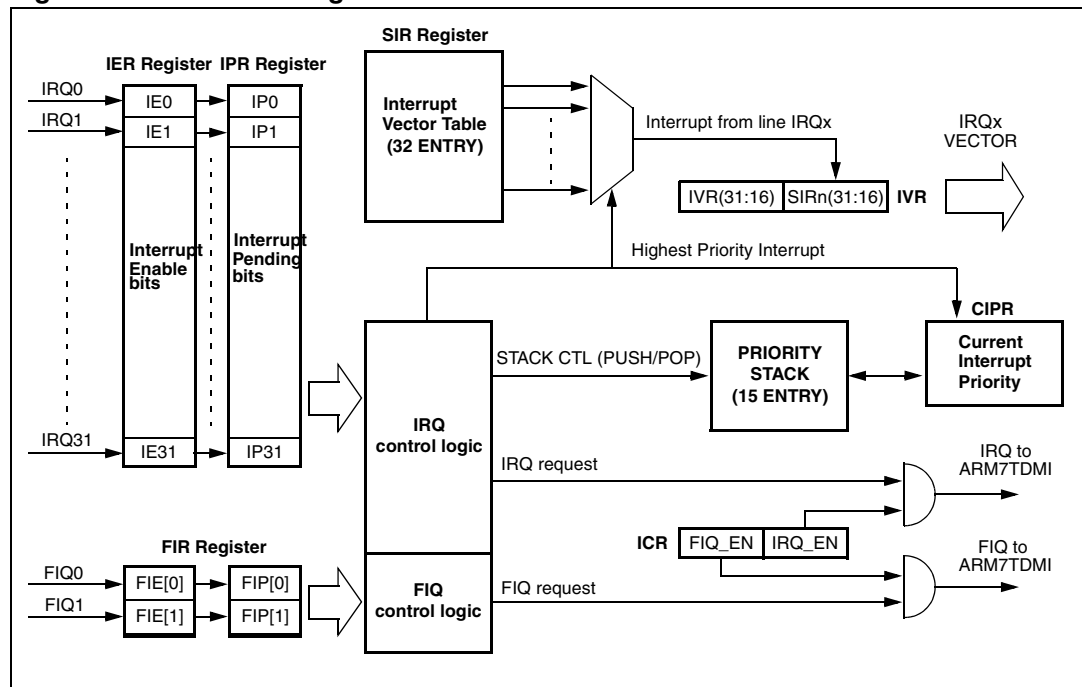 SIR Register
IER Register
IPR Register
IRQ0
IE0
IP0
IRQ1
IE1
IP1
Interrupt
Enable
bits
Interrupt
Pending
bits
IRQ31
IE31
IP31
Interrupt
Vector Table
(32 ENTRY)
Interrupt from line IRQx
IRQx
VECTOR
IVR(31:16)
SIRn(31:16)
IVR
Highest Priority Interrupt
CIPR
Current
Interrupt
Priority
STACK CTL (PUSH/POP)
PRIORITY
STACK
(15 ENTRY)
IRQ
control logic
IRQ request
IRQ to
ARM7TDMI
ICR
FIQ_EN
IRQ_EN
FIR Register
FIQ0
FIE[0]
FIP[0]
FIQ1
FIE[1]
FIP[1]
FIQ
control logic
FIQ request
FIQ to
ARM7TDMI